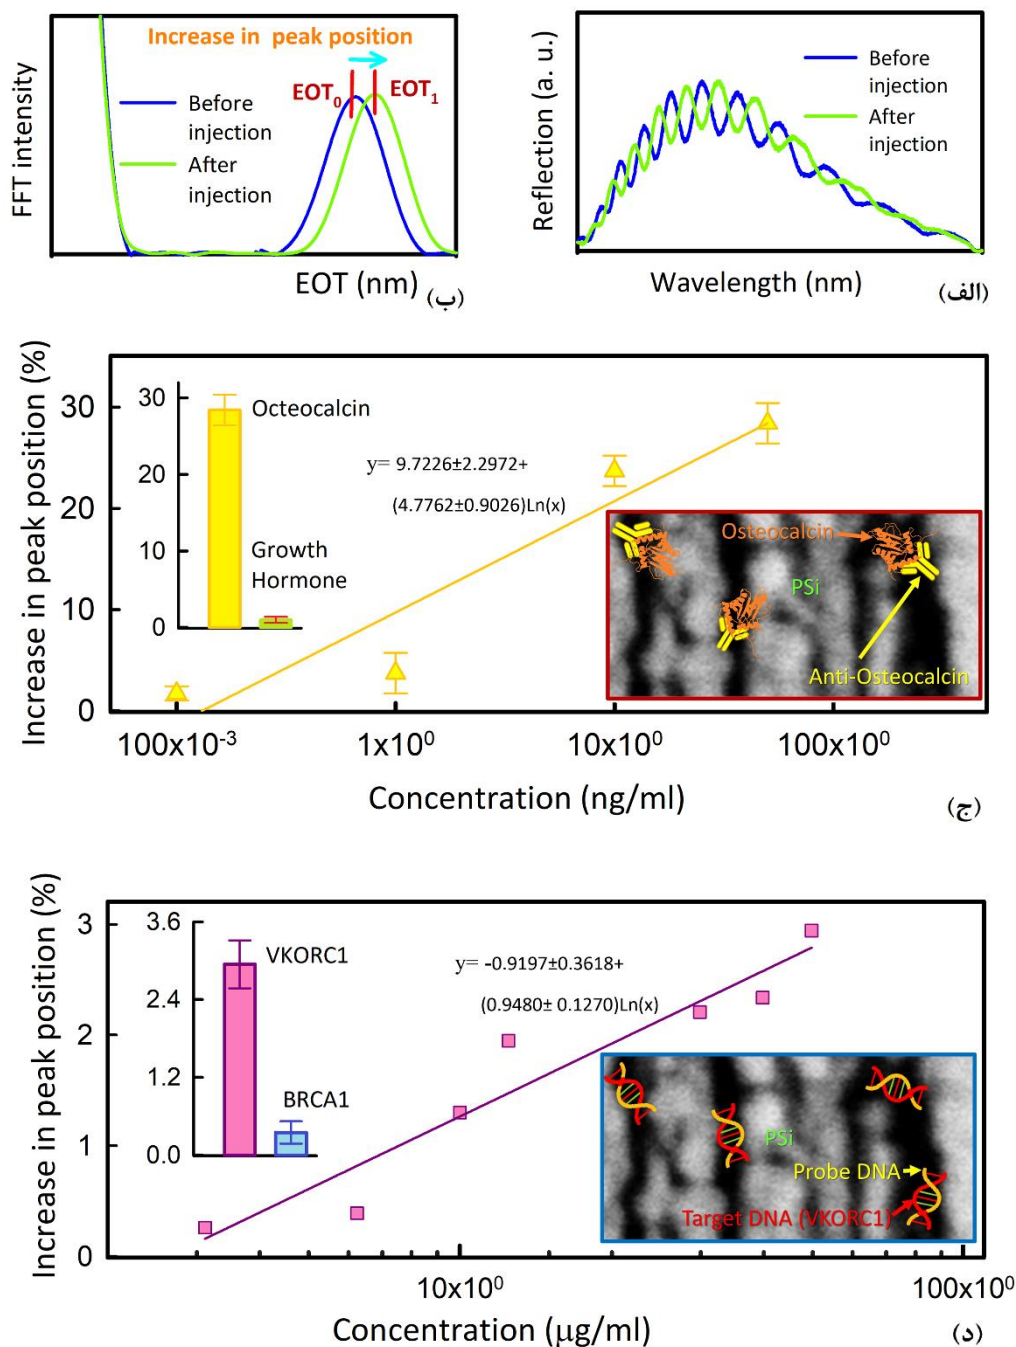 Increase in peak position
EOT0
EOT1
Before
injection
After
injection
FFT intensity
EOT (nm)
(ب)
Before
injection
After
injection
Reflection (a. u.)
Wavelength (nm)
(الف)
Increase in peak position (%)
30
20
10
0
30
20
10
0
Octeocalcin
Growth
Hormone
y= 9.7226±2.2972+
(4.7762±0.9026)Ln(x)
Osteocalcin
PSi
Anti-Osteocalcin
100x10-3
1x100
10x100
100x100
Concentration (ng/ml)
(ج)
Increase in peak position (%)
3
2
1
0
3.6
2.4
1.2
0.0
VKORC1
BRCA1
y= -0.9197±0.3618+
(0.9480± 0.1270)Ln(x)
PSi
Probe DNA
Target DNA (VKORC1)
10x100
100x100
Concentration (μg/ml)
(د)